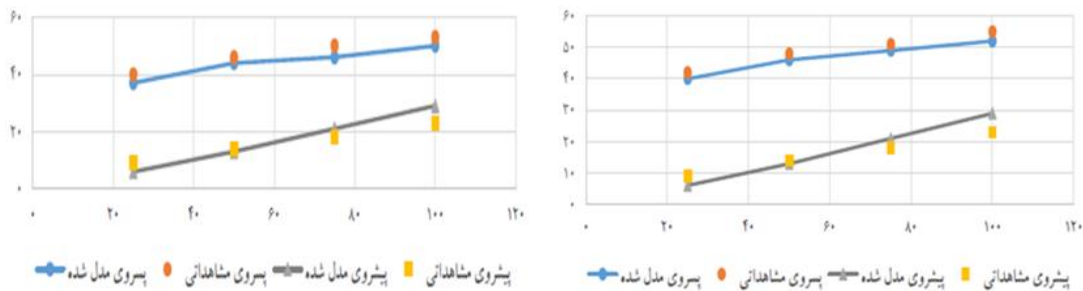 ۶۰
۴۰
۲۰
۰
۰ ۲۰ ۴۰ ۶۰ ۸۰ ۱۰۰ ۱۲۰
پسروی مدل شده پسروی مشاهداتی پیشروی مدل شده پیشروی مشاهداتی
۶۰
۵۰
۴۰
۳۰
۲۰
۱۰
۰
۰ ۲۰ ۴۰ ۶۰ ۸۰ ۱۰۰ ۱۲۰
پسروی مدل شده پسروی مشاهداتی پیشروی مدل شده پیشروی مشاهداتی